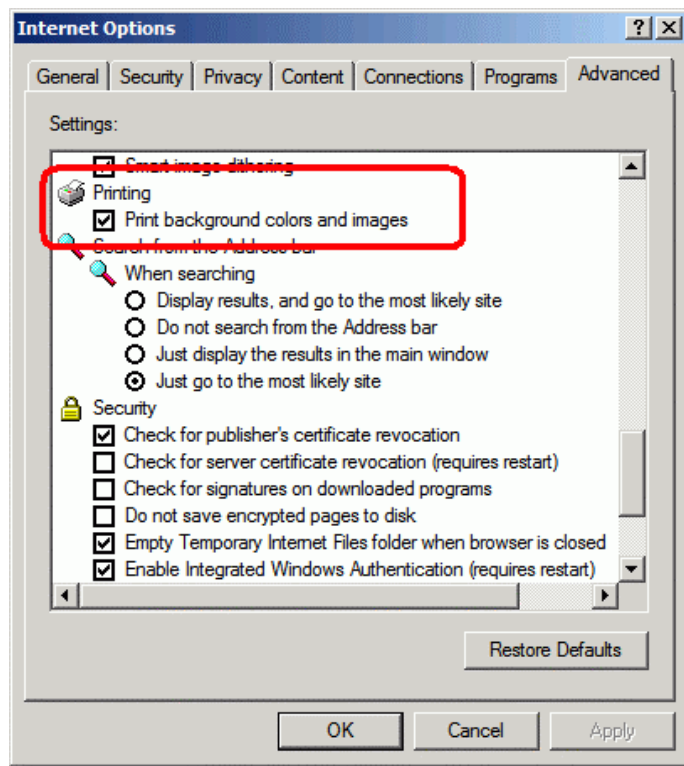 Internet Options
General Security Privacy Content Connections Programs Advanced
Settings:
Smart image dithering
Printing
Print background colors and images
Search from the Address bar
When searching
Display results, and go to the most likely site
Do not search from the Address bar
Just display the results in the main window
Just go to the most likely site
Security
Check for publisher's certificate revocation
Check for server certificate revocation (requires restart)
Check for signatures on downloaded programs
Do not save encrypted pages to disk
Empty Temporary Internet Files folder when browser is closed
Enable Integrated Windows Authentication (requires restart)
Restore Defaults
OK Cancel Apply